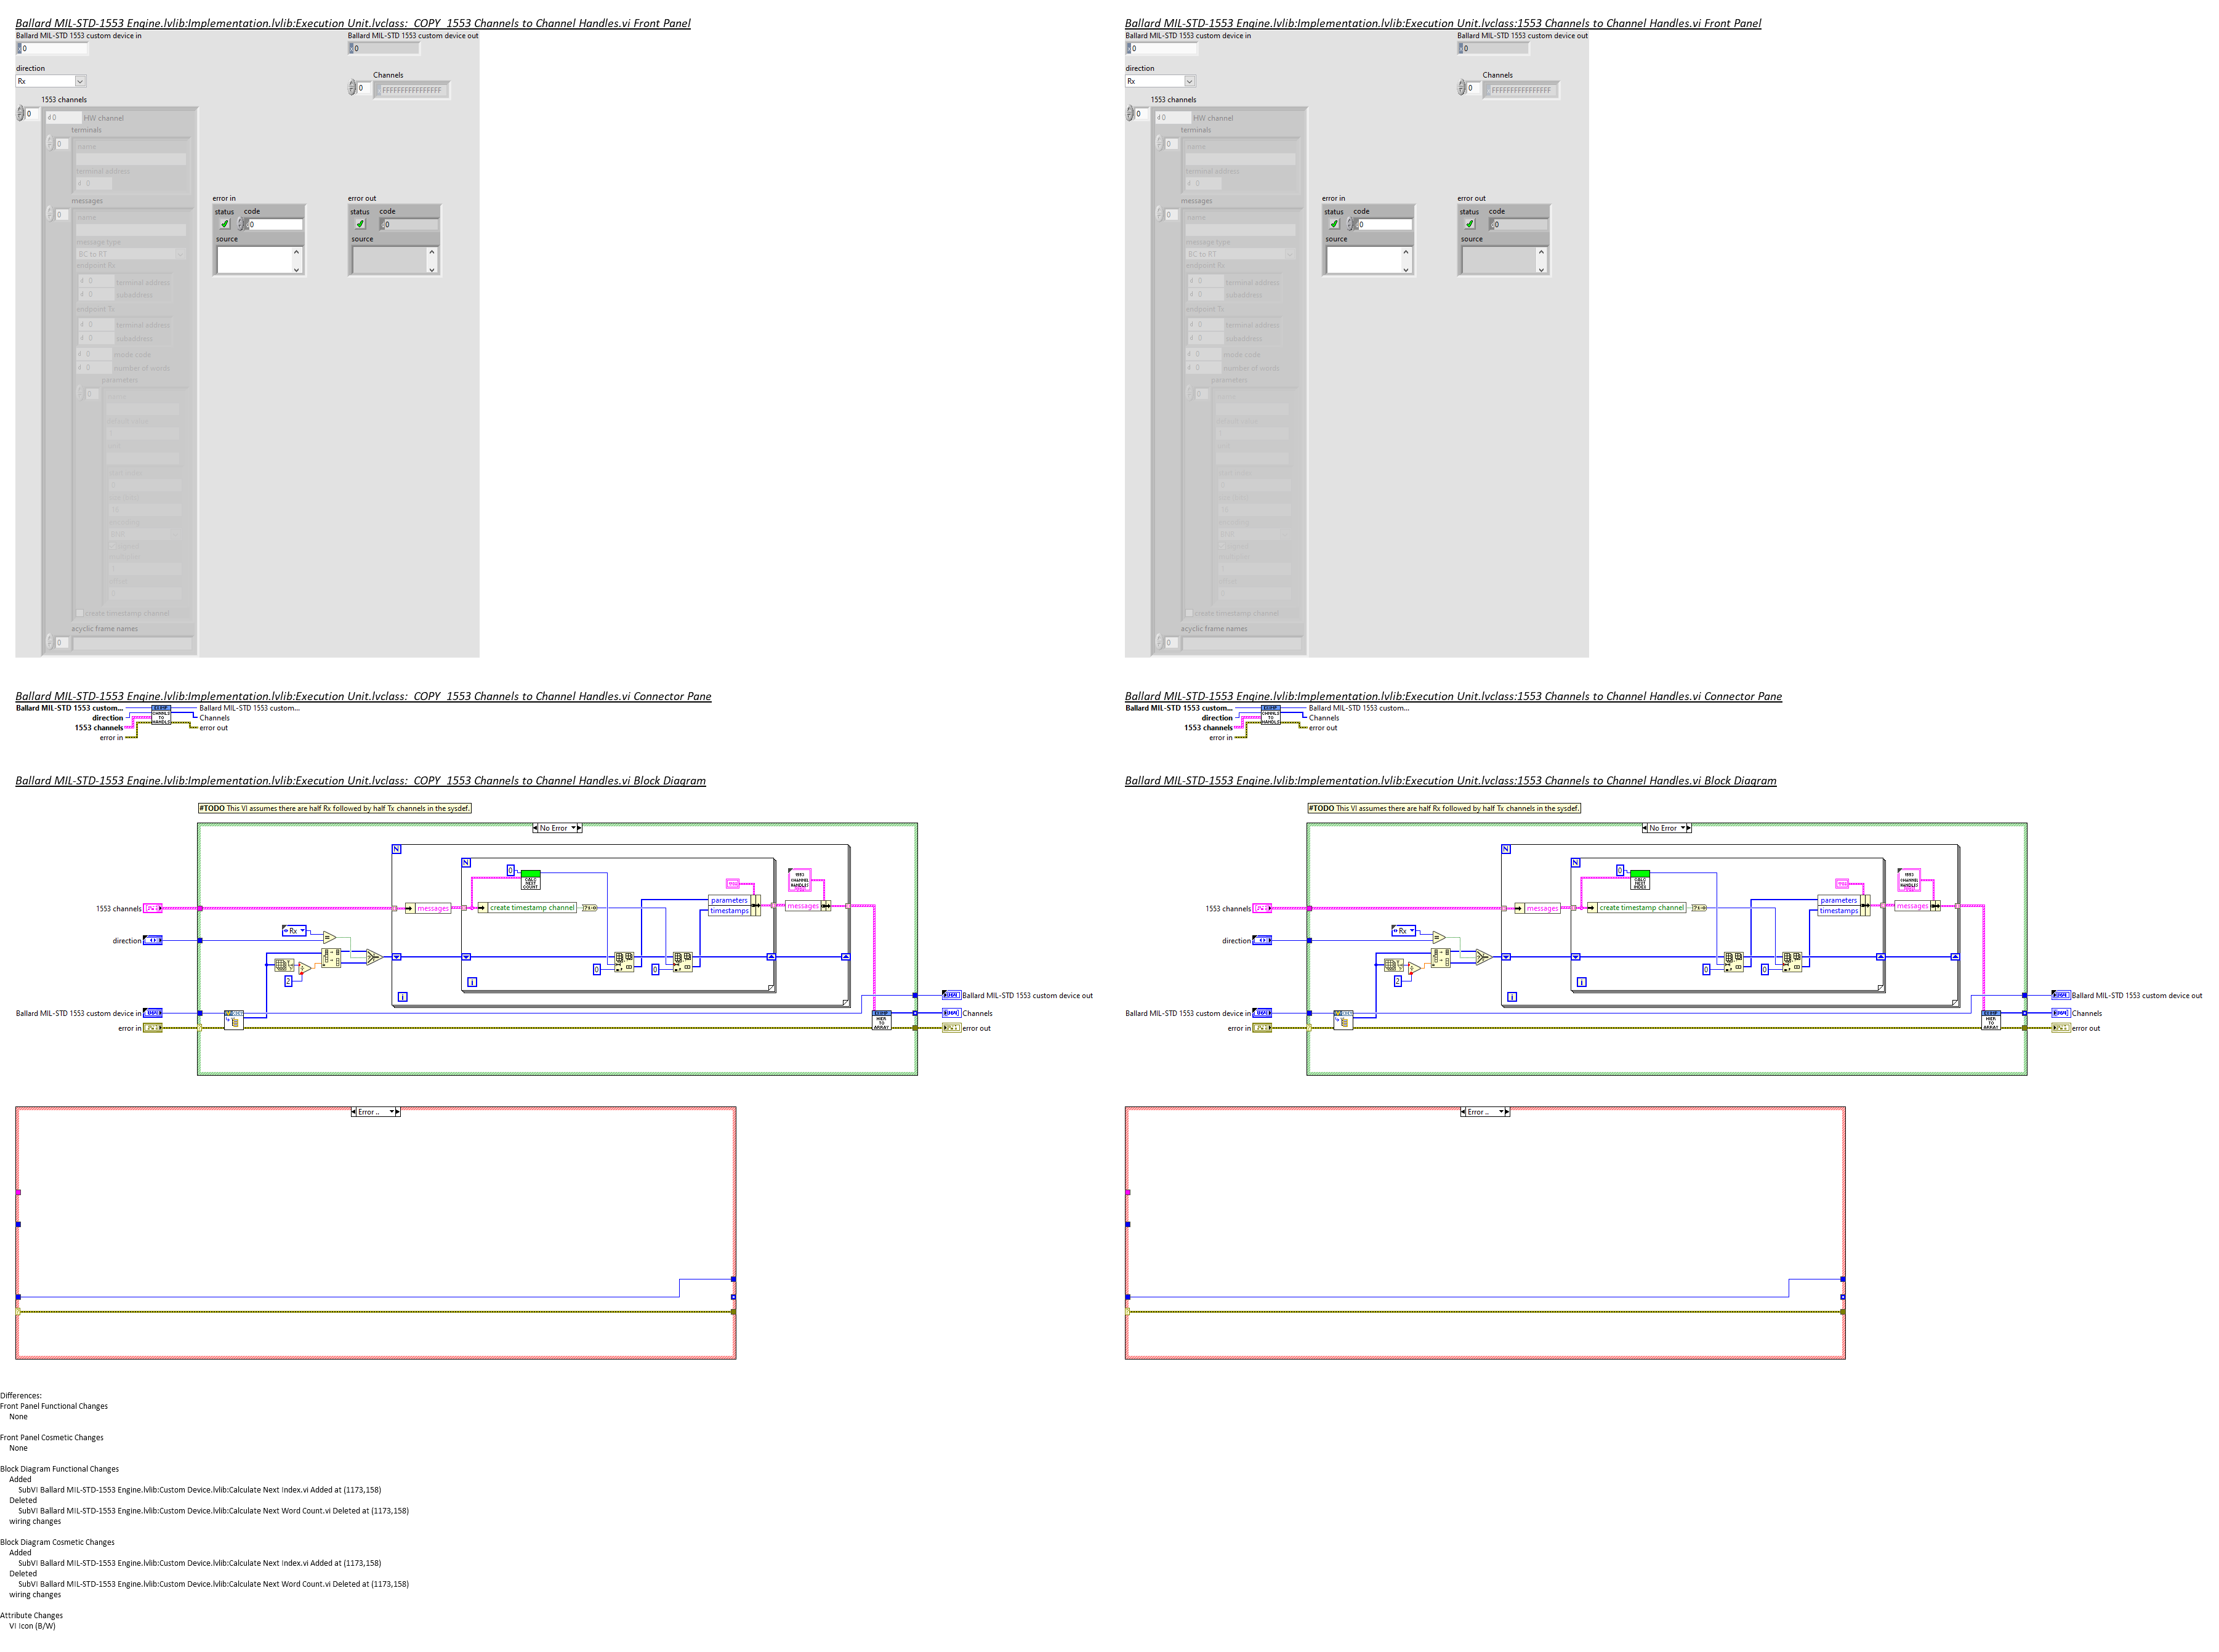 Ballard MIL-STD-1553 Engine.lvlib:Implementation.lvlib:Execution Unit.lvclass:_COPY_1553 Channels to Channel Handles.vi Front Panel
Ballard MIL-STD 1553 custom device in
Ballard MIL-STD 1553 custom device out
0
0
direction
Rx
Channels
0
FFFFFFFFFFFFFFFF
1553 channels
0
d 0
HW channel
terminals
0
name
terminal address
d 0
messages
0
name
message type
BC to RT
endpoint Rx
d 0 terminal address
d 0 subaddress
endpoint Tx
d 0 terminal address
d 0 subaddress
d 0 mode code
d 0 number of words
parameters
0
create timestamp channel
acyclic frame names
0
error in
status code
0
source
error out
status code
0
source
Ballard MIL-STD-1553 Engine.lvlib:Implementation.lvlib:Execution Unit.lvclass:1553 Channels to Channel Handles.vi Front Panel
Ballard MIL-STD 1553 custom device in
Ballard MIL-STD 1553 custom device out
0
0
direction
Rx
Channels
0
FFFFFFFFFFFFFFFF
1553 channels
0
d 0
HW channel
terminals
0
name
terminal address
d 0
messages
0
name
message type
BC to RT
endpoint Rx
d 0 terminal address
d 0 subaddress
endpoint Tx
d 0 terminal address
d 0 subaddress
d 0 mode code
d 0 number of words
parameters
0
create timestamp channel
acyclic frame names
0
error in
status code
0
source
error out
status code
0
source
Ballard MIL-STD-1553 Engine.lvlib:Implementation.lvlib:Execution Unit.lvclass:_COPY_1553 Channels to Channel Handles.vi Connector Pane
Ballard MIL-STD 1553 custom...
Ballard MIL-STD 1553 custom...
direction
Channels
1553 channels
error out
error in
Ballard MIL-STD-1553 Engine.lvlib:Implementation.lvlib:Execution Unit.lvclass:1553 Channels to Channel Handles.vi Connector Pane
Ballard MIL-STD 1553 custom...
Ballard MIL-STD 1553 custom...
direction
Channels
1553 channels
error out
error in
Ballard MIL-STD-1553 Engine.lvlib:Implementation.lvlib:Execution Unit.lvclass:_COPY_1553 Channels to Channel Handles.vi Block Diagram
#TODO This VI assumes there are half Rx followed by half Tx channels in the sysdef.
No Error
N
N
0
CALC NEXT COUNT
1553 CHANNEL HANDLES
parameters
timestamps
messages
1553 channels
messages
create timestamp channel
Rx
direction
2
0
0
i
i
Ballard MIL-STD 1553 custom device in
Ballard MIL-STD 1553 custom device out
HIER TO ARRAY
Channels
error in
error out
Error ..
Ballard MIL-STD-1553 Engine.lvlib:Implementation.lvlib:Execution Unit.lvclass:1553 Channels to Channel Handles.vi Block Diagram
#TODO This VI assumes there are half Rx followed by half Tx channels in the sysdef.
No Error
N
N
0
CALC NEXT INDEX
1553 CHANNEL HANDLES
parameters
timestamps
messages
1553 channels
messages
create timestamp channel
Rx
direction
2
0
0
i
i
Ballard MIL-STD 1553 custom device in
Ballard MIL-STD 1553 custom device out
HIER TO ARRAY
Channels
error in
error out
Error ..
Differences:
Front Panel Functional Changes
None
Front Panel Cosmetic Changes
None
Block Diagram Functional Changes
Added
SubVI Ballard MIL-STD-1553 Engine.lvlib:Custom Device.lvlib:Calculate Next Index.vi Added at (1173,158)
Deleted
SubVI Ballard MIL-STD-1553 Engine.lvlib:Custom Device.lvlib:Calculate Next Word Count.vi Deleted at (1173,158)
wiring changes
Block Diagram Cosmetic Changes
Added
SubVI Ballard MIL-STD-1553 Engine.lvlib:Custom Device.lvlib:Calculate Next Index.vi Added at (1173,158)
Deleted
SubVI Ballard MIL-STD-1553 Engine.lvlib:Custom Device.lvlib:Calculate Next Word Count.vi Deleted at (1173,158)
wiring changes
Attribute Changes
VI Icon (B/W)